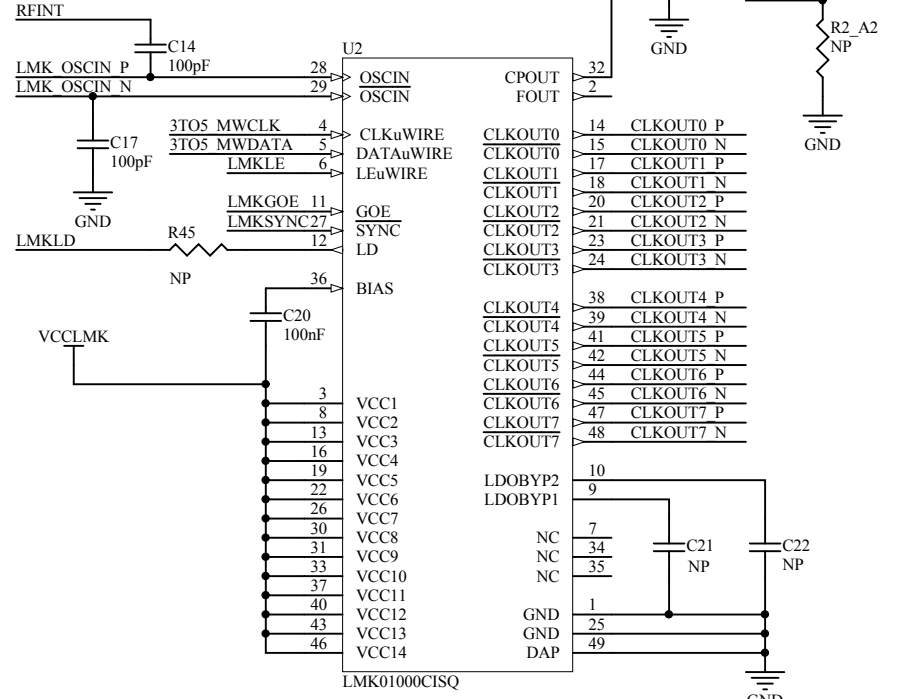 RFINT
C14
100pF
LMK_OSCIN_P
LMK_OSCIN_N
C17
100pF
GND
3TO5_MWCLK
3TO5_MWDATA
LMKLE
LMKGOE
LMKSYNC
LMKLD
R45
NP
C20
100nF
VCCLMK
U2
28 OSCIN
29 OSCIN
4 CLKuWIRE
5 DATAuWIRE
6 LEuWIRE
11 GOE
27 SYNC
12 LD
36 BIAS
3 VCC1
8 VCC2
13 VCC3
16 VCC4
19 VCC5
22 VCC6
26 VCC7
30 VCC8
31 VCC9
33 VCC10
37 VCC11
40 VCC12
43 VCC13
46 VCC14
CPOUT 32
FOUT 2
CLKOUT0 14 CLKOUT0_P
CLKOUT0 15 CLKOUT0_N
CLKOUT1 17 CLKOUT1_P
CLKOUT1 18 CLKOUT1_N
CLKOUT2 20 CLKOUT2_P
CLKOUT2 21 CLKOUT2_N
CLKOUT3 23 CLKOUT3_P
CLKOUT3 24 CLKOUT3_N
CLKOUT4 38 CLKOUT4_P
CLKOUT4 39 CLKOUT4_N
CLKOUT5 41 CLKOUT5_P
CLKOUT5 42 CLKOUT5_N
CLKOUT6 44 CLKOUT6_P
CLKOUT6 45 CLKOUT6_N
CLKOUT7 47 CLKOUT7_P
CLKOUT7 48 CLKOUT7_N
LDOBYP2 10
LDOBYP1 9
NC 7
NC 34
NC 35
GND 1
GND 25
DAP 49
LMK01000CISQ
GND
R2_A2
NP
GND
C21
NP
C22
NP
GND